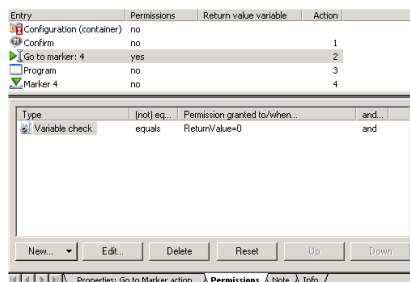 Entry Permissions Return value variable Action
Configuration (container) no
Confirm no 1
Go to marker: 4 yes 2
Program no 3
Marker 4 no 4
Type (not) eq... Permission granted to/when... and...
Variable check equals ReturnValue=0 and
New... Edit... Delete Reset Up Down
Properties: Go to Marker action Permissions Note Info